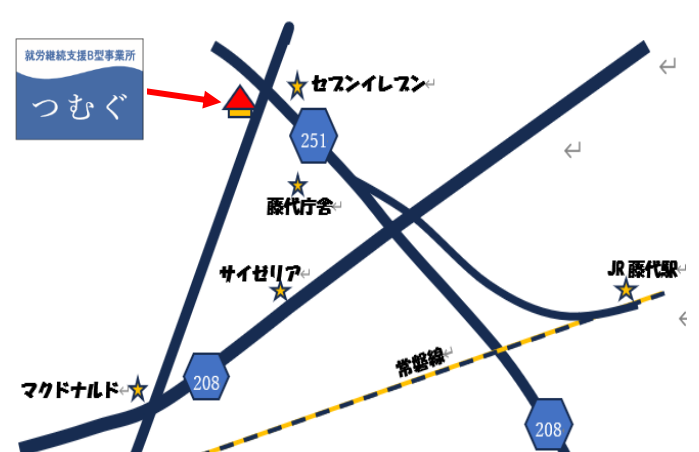 就労継続支援B型事業所
つむぐ
セブンイレブン
251
藤代庁舎
サイゼリア
JR 藤代駅
常磐線
マクドナルド
208
208